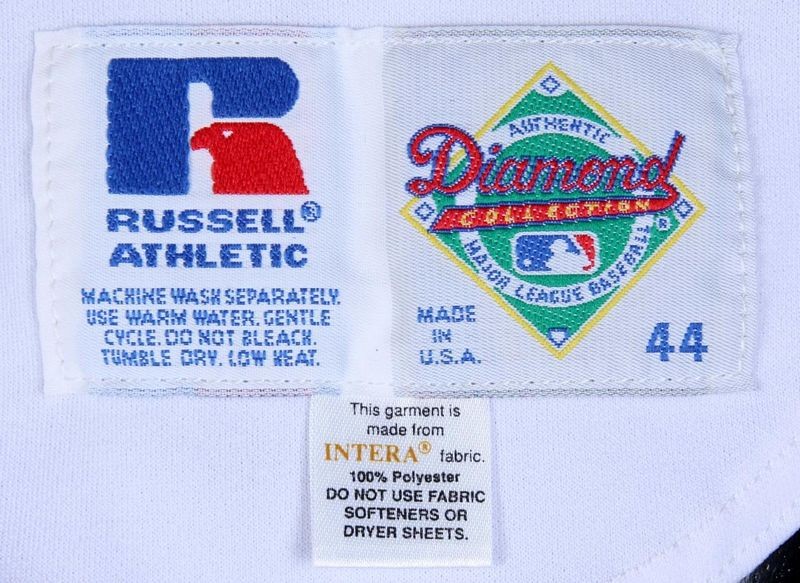 RUSSELL®
ATHLETIC
MACHINE WASH SEPARATELY.
USE WARM WATER. GENTLE
CYCLE. DO NOT BLEACH.
TUMBLE DRY. LOW HEAT.
AUTHENTIC
Diamond
COLLECTION
®
MAJOR LEAGUE BASEBALL
MADE
IN
U.S.A.
44
This garment is
made from
INTERA® fabric.
100% Polyester
DO NOT USE FABRIC
SOFTENERS OR
DRYER SHEETS.